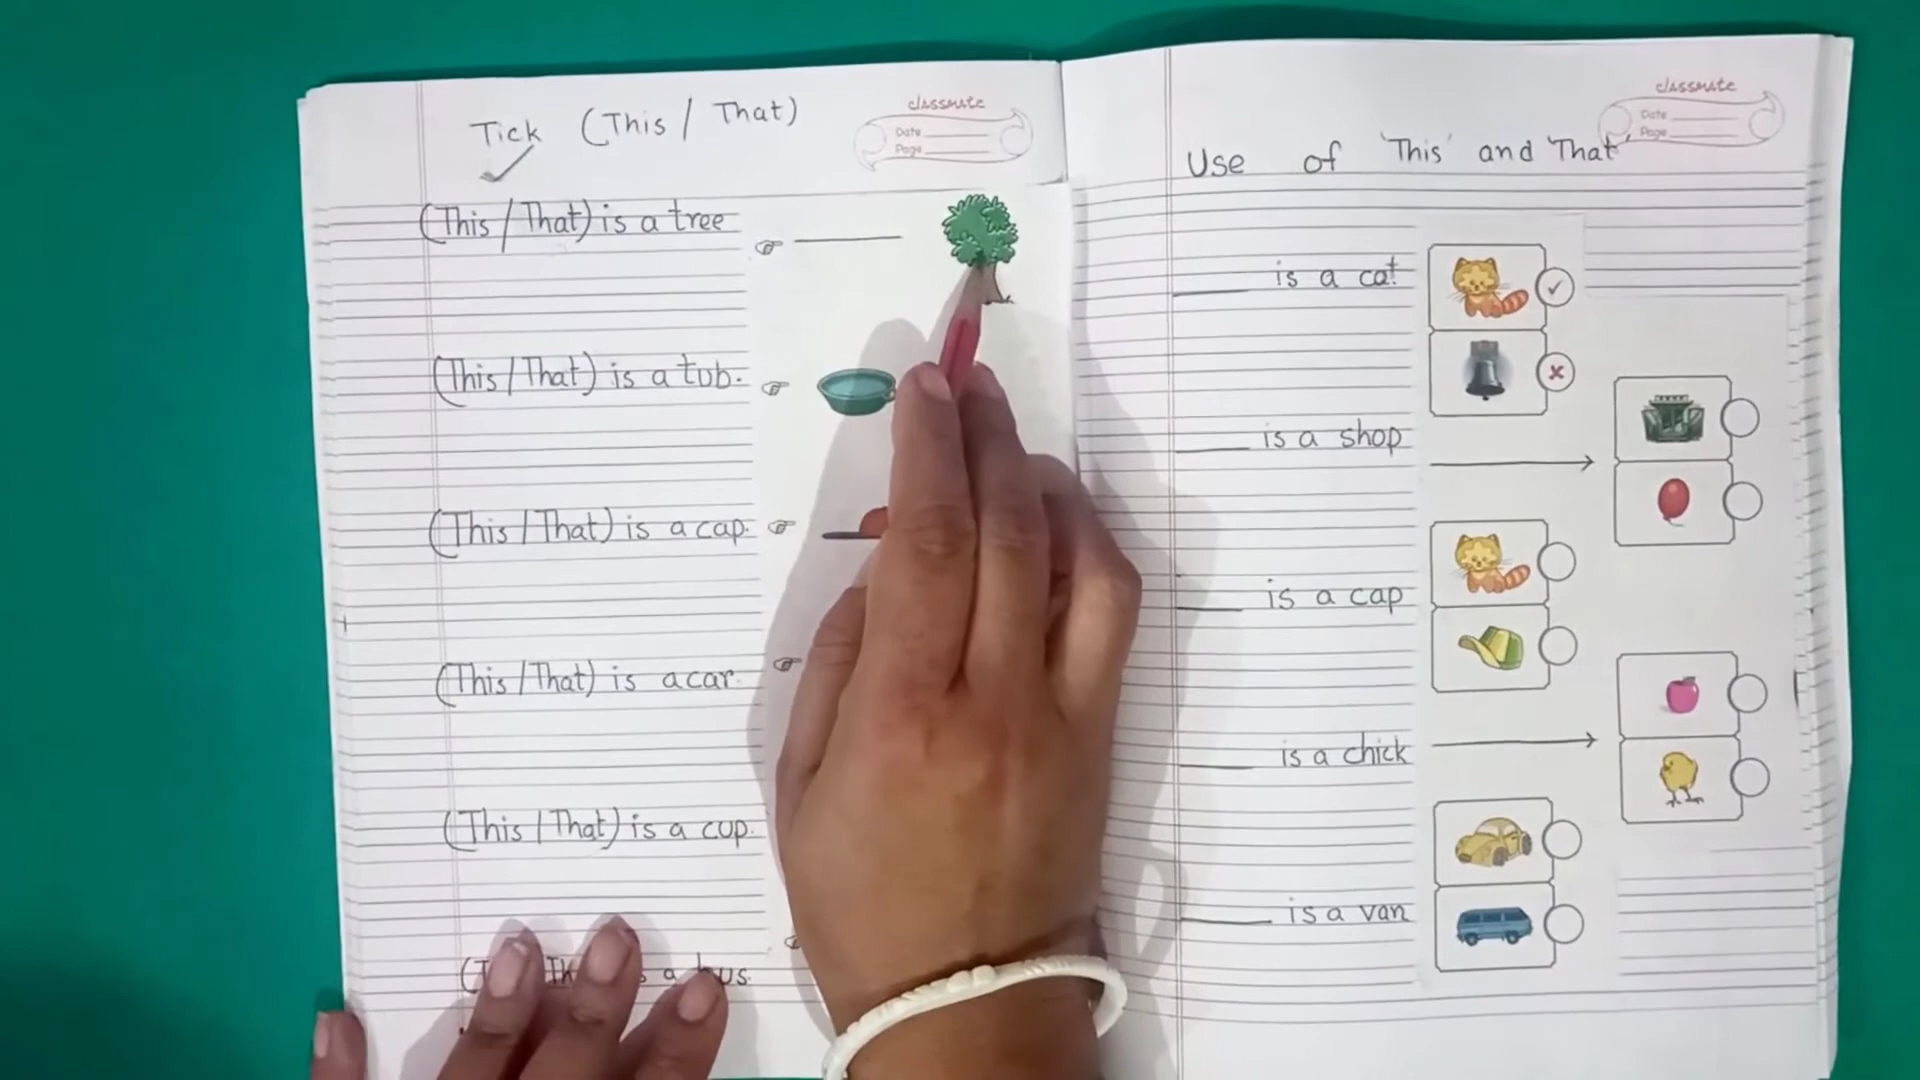 Tick (This / That)
classmate
Date
Page
(This / That) is a tree
(This / That) is a tub.
(This / That) is a cap.
(This / That) is a car.
(This / That) is a cup.
is a bus.
classmate
Date
Page
Use of 'This' and 'That'
is a cat
is a shop
is a cap
is a chick
is a van